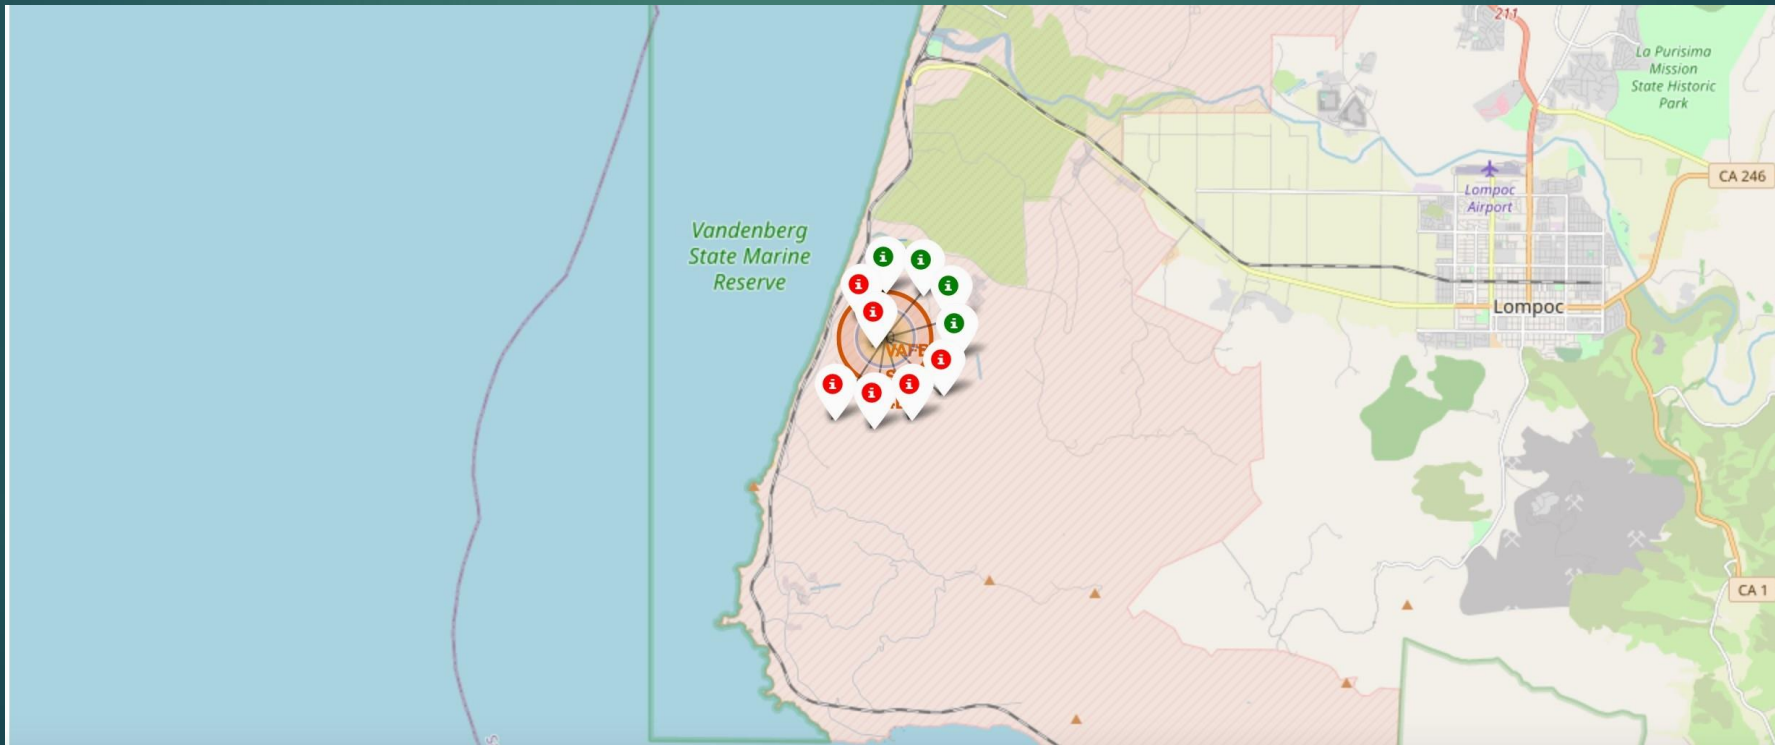 211
La Purisima
Mission
State Historic
Park
CA 246
Lompoc
Airport
Vandenberg
State Marine
Reserve
Lompoc
CA 1